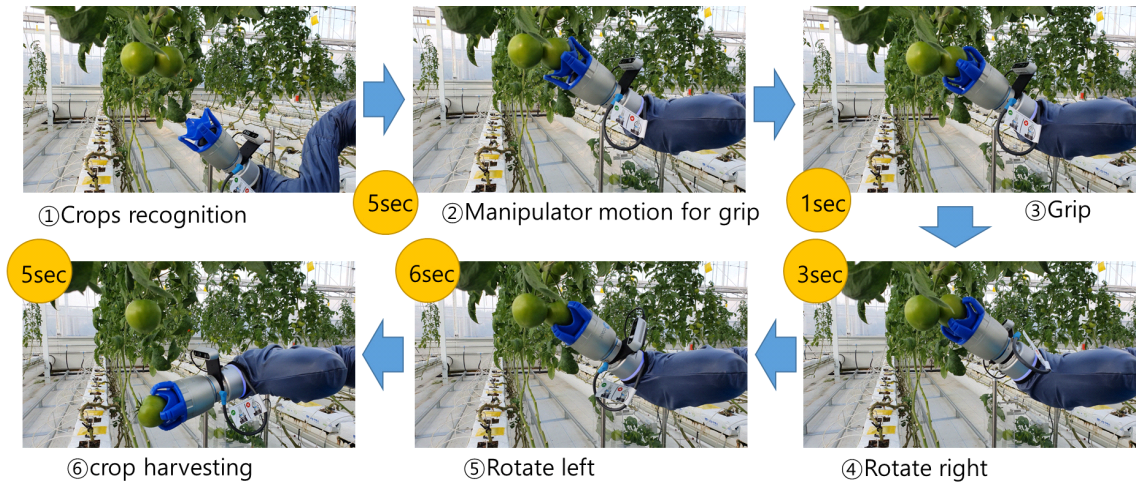 ①Crops recognition
5sec
②Manipulator motion for grip
1sec
③Grip
3sec
④Rotate right
6sec
⑤Rotate left
5sec
⑥crop harvesting